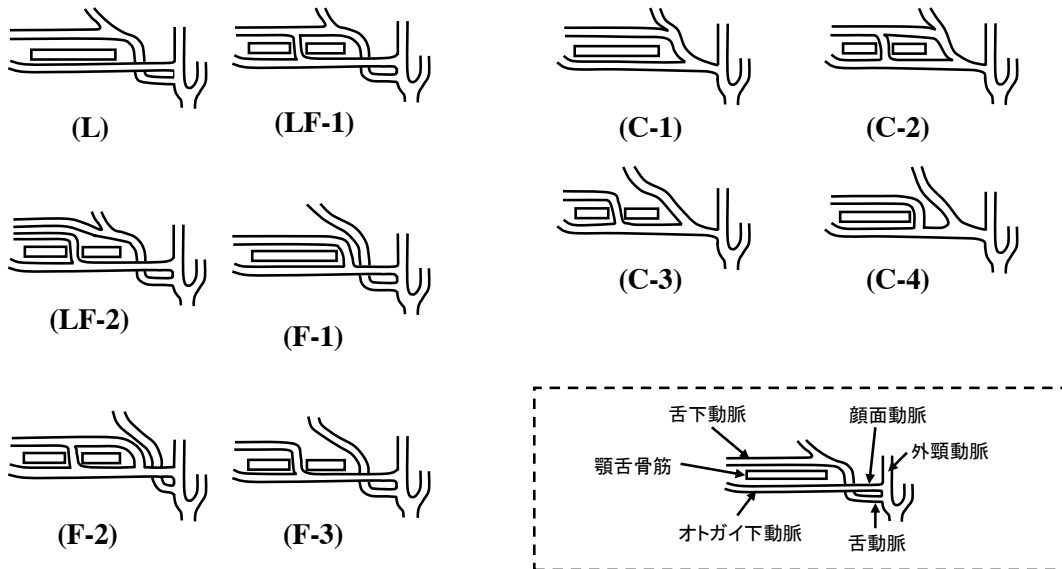 (L)
(LF-1)
(C-1)
(C-2)
(LF-2)
(F-1)
(C-3)
(C-4)
(F-2)
(F-3)
舌下動脈
顔面動脈
顎舌骨筋
外頸動脈
オトガイ下動脈
舌動脈